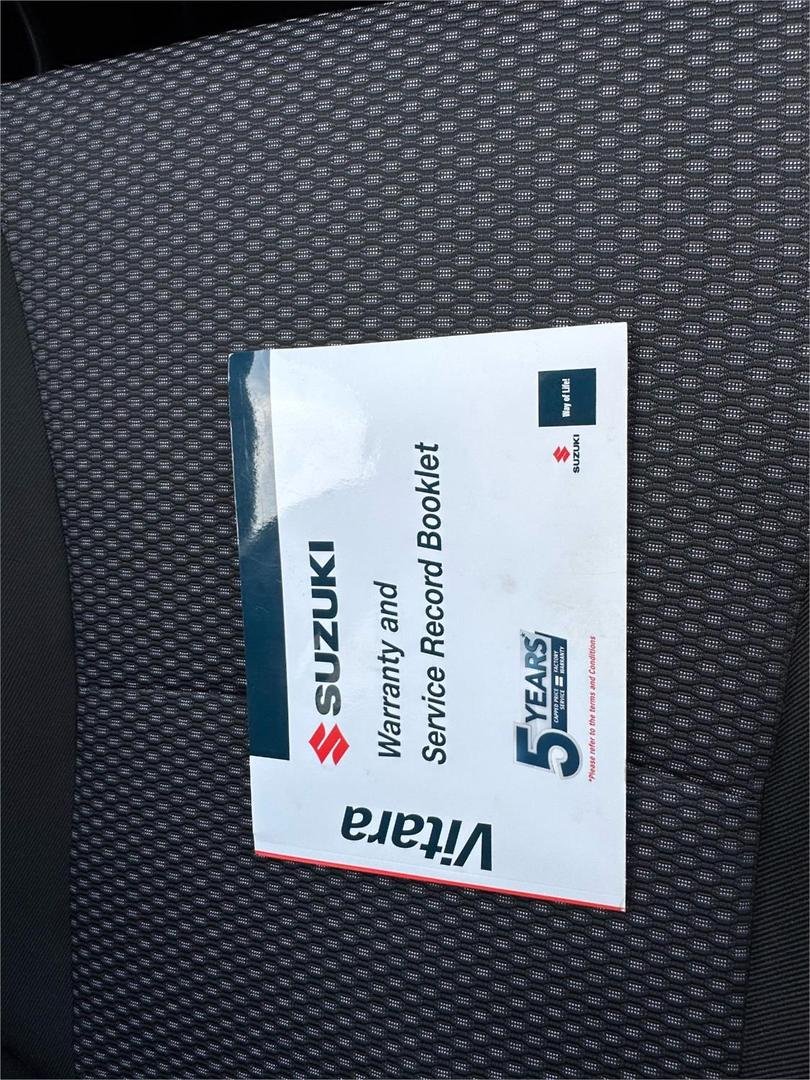 SUZUKI
Warranty and
Service Record Booklet
Vitara
5 YEARS*
CAPPED PRICE SERVICE = FACTORY WARRANTY
*Please refer to the terms and Conditions
SUZUKI
Way of Life!